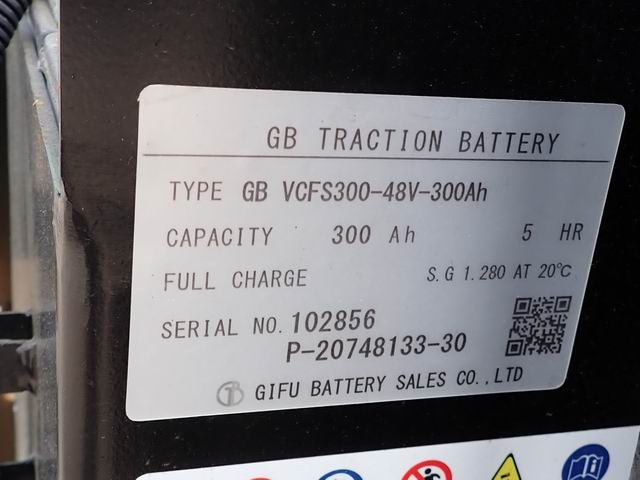 GB TRACTION BATTERY
TYPE GB VCFS300-48V-300Ah
CAPACITY 300 Ah 5 HR
FULL CHARGE S.G 1.280 AT 20℃
SERIAL NO. 102856
P-20748133-30
GIFU BATTERY SALES CO.,LTD